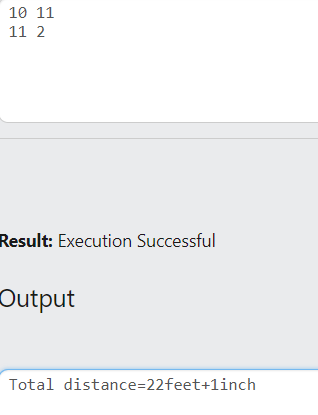 10 11
11 2
Result: Execution Successful
Output
Total distance=22feet+1inch